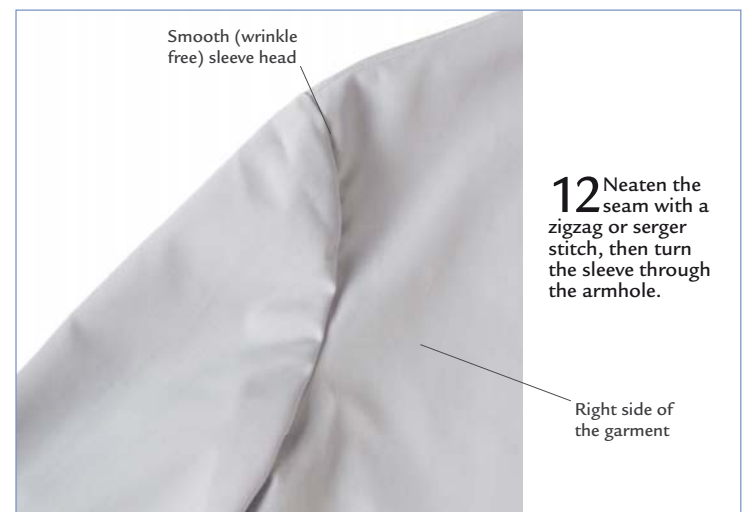 Smooth (wrinkle
free) sleeve head
12 Neaten the
seam with a
zigzag or serger
stitch, then turn
the sleeve through
the armhole.
Right side of
the garment